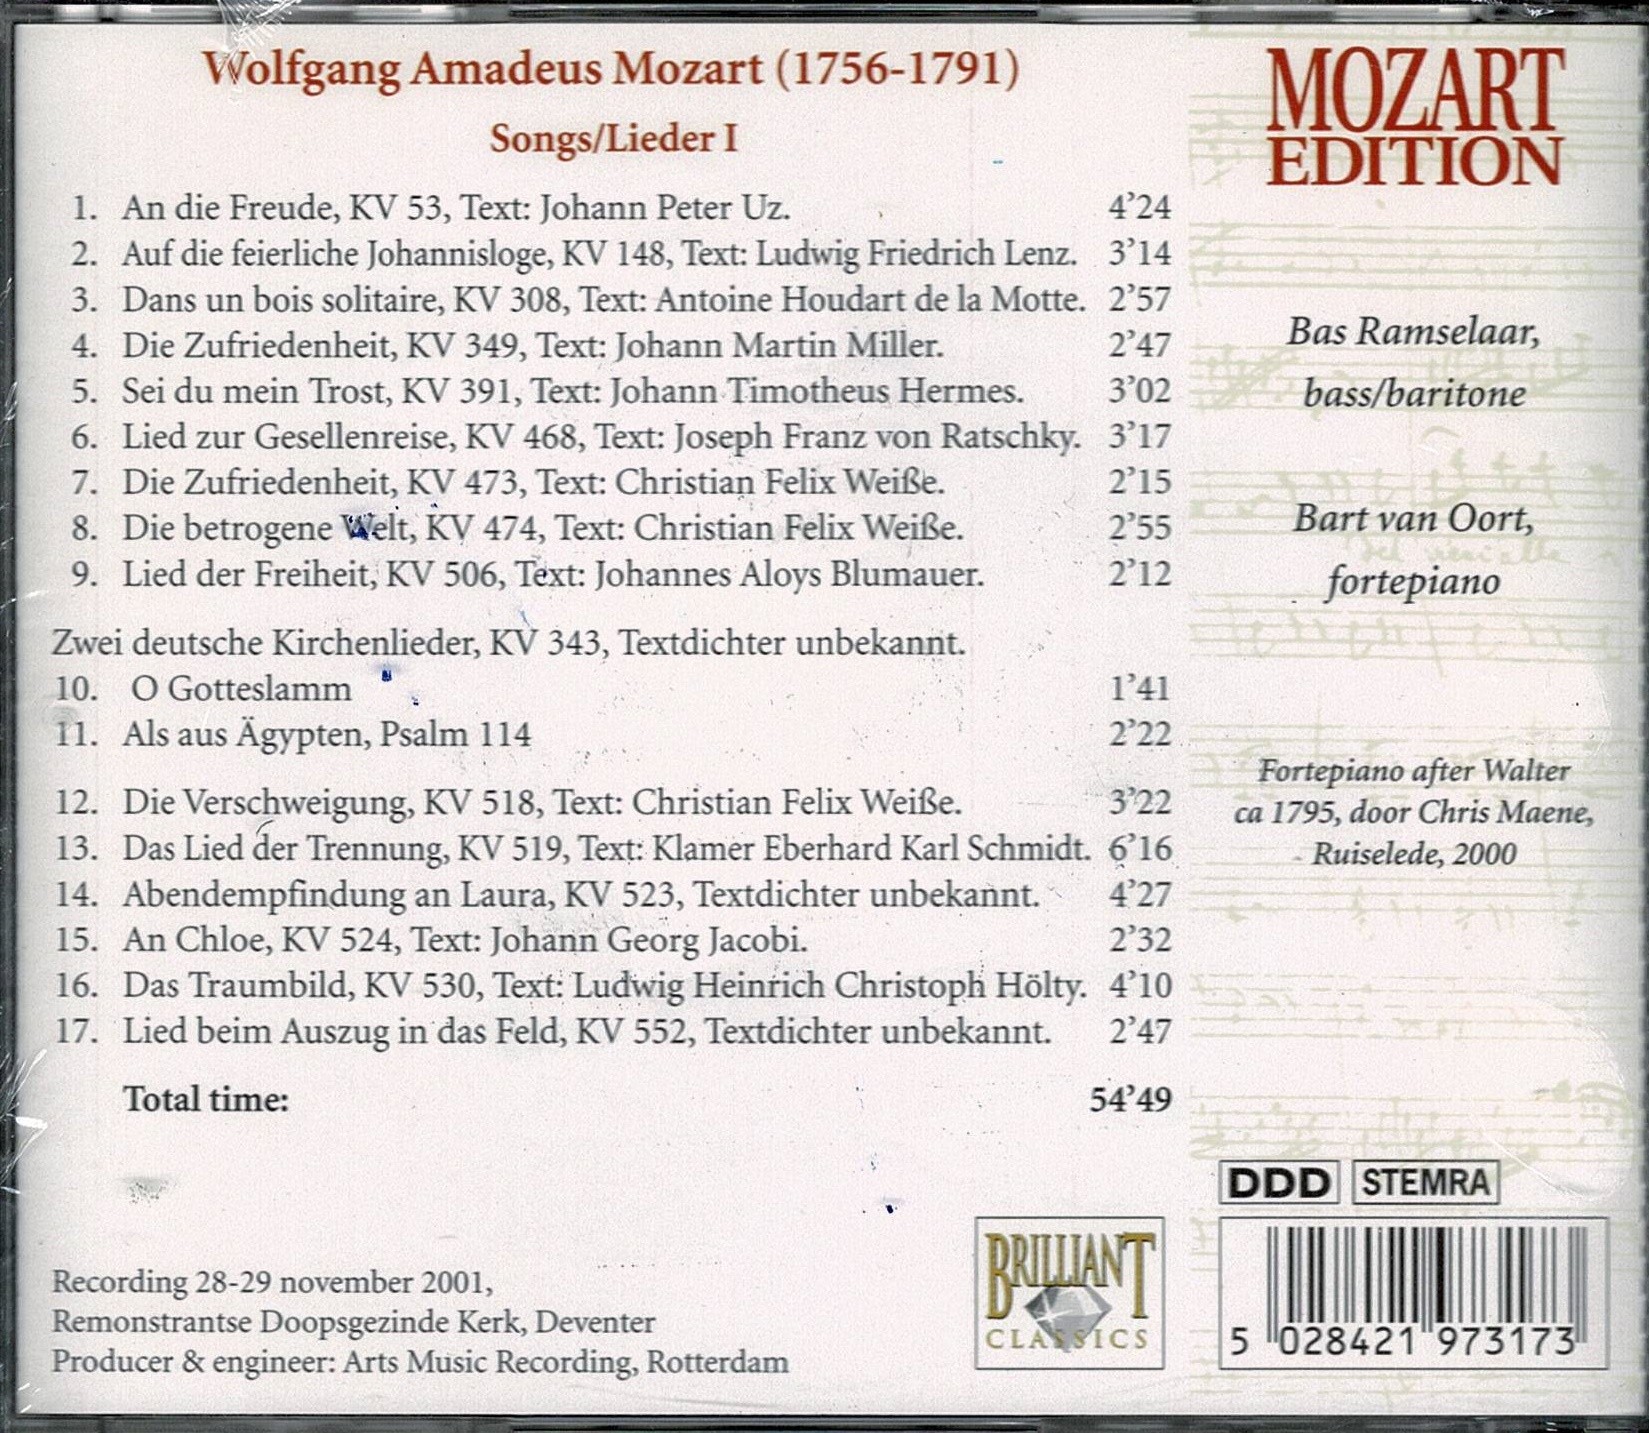 Wolfgang Amadeus Mozart (1756-1791)
Songs/Lieder I
1. An die Freude, KV 53, Text: Johann Peter Uz. 4’24
2. Auf die feierliche Johannisloge, KV 148, Text: Ludwig Friedrich Lenz. 3’14
3. Dans un bois solitaire, KV 308, Text: Antoine Houdart de la Motte. 2’57
4. Die Zufriedenheit, KV 349, Text: Johann Martin Miller. 2’47
5. Sei du mein Trost, KV 391, Text: Johann Timotheus Hermes. 3’02
6. Lied zur Gesellenreise, KV 468, Text: Joseph Franz von Ratschky. 3’17
7. Die Zufriedenheit, KV 473, Text: Christian Felix Weiße. 2’15
8. Die betrogene Welt, KV 474, Text: Christian Felix Weiße. 2’55
9. Lied der Freiheit, KV 506, Text: Johannes Aloys Blumauer. 2’12
Zwei deutsche Kirchenlieder, KV 343, Textdichter unbekannt.
10. O Gotteslamm 1’41
11. Als aus Ägypten, Psalm 114 2’22
12. Die Verschweigung, KV 518, Text: Christian Felix Weiße. 3’22
13. Das Lied der Trennung, KV 519, Text: Klamer Eberhard Karl Schmidt. 6’16
14. Abendempfindung an Laura, KV 523, Textdichter unbekannt. 4’27
15. An Chloe, KV 524, Text: Johann Georg Jacobi. 2’32
16. Das Traumbild, KV 530, Text: Ludwig Heinrich Christoph Hölty. 4’10
17. Lied beim Auszug in das Feld, KV 552, Textdichter unbekannt. 2’47
Total time: 54’49
Recording 28-29 november 2001,
Remonstrantse Doopsgezinde Kerk, Deventer
Producer & engineer: Arts Music Recording, Rotterdam
BRILLIANT
CLASSICS
MOZART
EDITION
Bas Ramselaar,
bass/baritone
Bart van Oort,
fortepiano
Fortepiano after Walter
ca 1795, door Chris Maene,
Ruiselede, 2000
DDD STEMRA
5 028421 973173